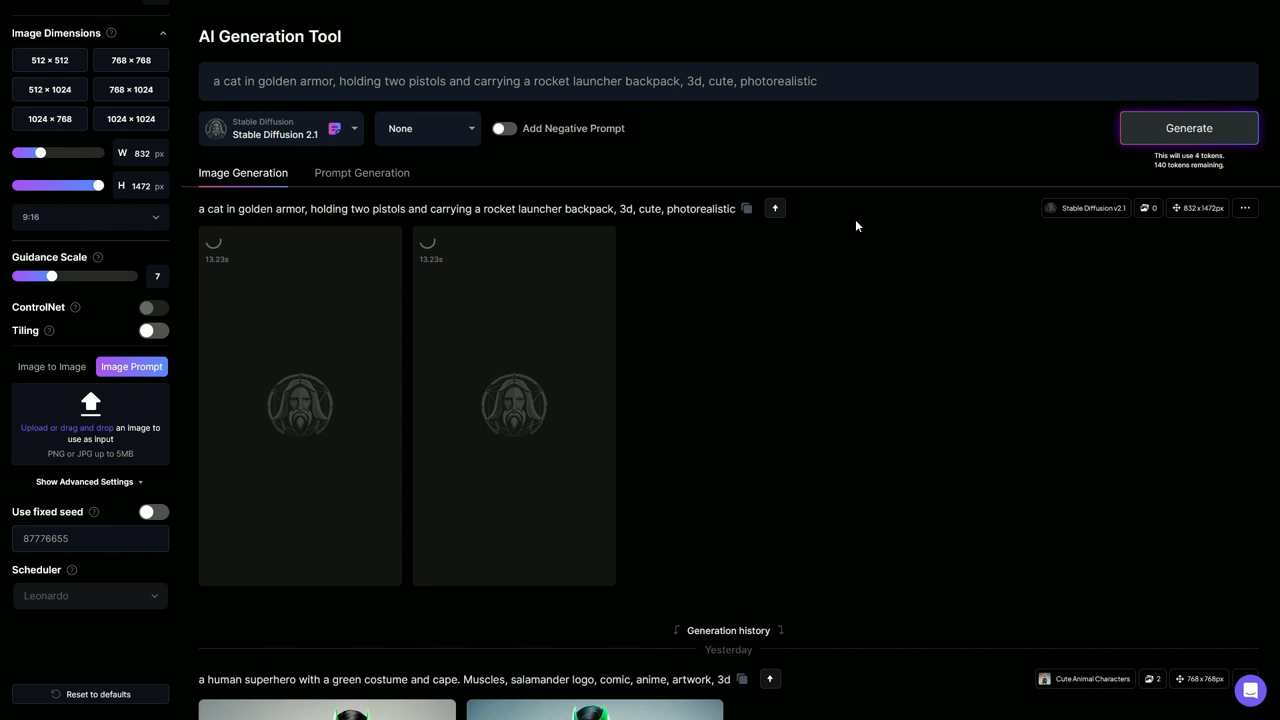 Image Dimensions
512 × 512
768 × 768
512 × 1024
768 × 1024
1024 × 768
1024 × 1024
W 832 px
H 1472 px
9:16
Guidance Scale
7
ControlNet
Tiling
Image to Image
Image Prompt
Upload or drag and drop an image to
use as input
PNG or JPG up to 5MB
Show Advanced Settings
Use fixed seed
87776655
Scheduler
Leonardo
Reset to defaults
AI Generation Tool
a cat in golden armor, holding two pistols and carrying a rocket launcher backpack, 3d, cute, photorealistic
Stable Diffusion
Stable Diffusion 2.1
None
Add Negative Prompt
Generate
This will use 4 tokens.
140 tokens remaining.
Image Generation
Prompt Generation
a cat in golden armor, holding two pistols and carrying a rocket launcher backpack, 3d, cute, photorealistic
Stable Diffusion v2.1
0
832x1472px
13.23s
13.23s
Generation history
Yesterday
a human superhero with a green costume and cape. Muscles, salamander logo, comic, anime, artwork, 3d
Cute Animal Characters
2
768x768px